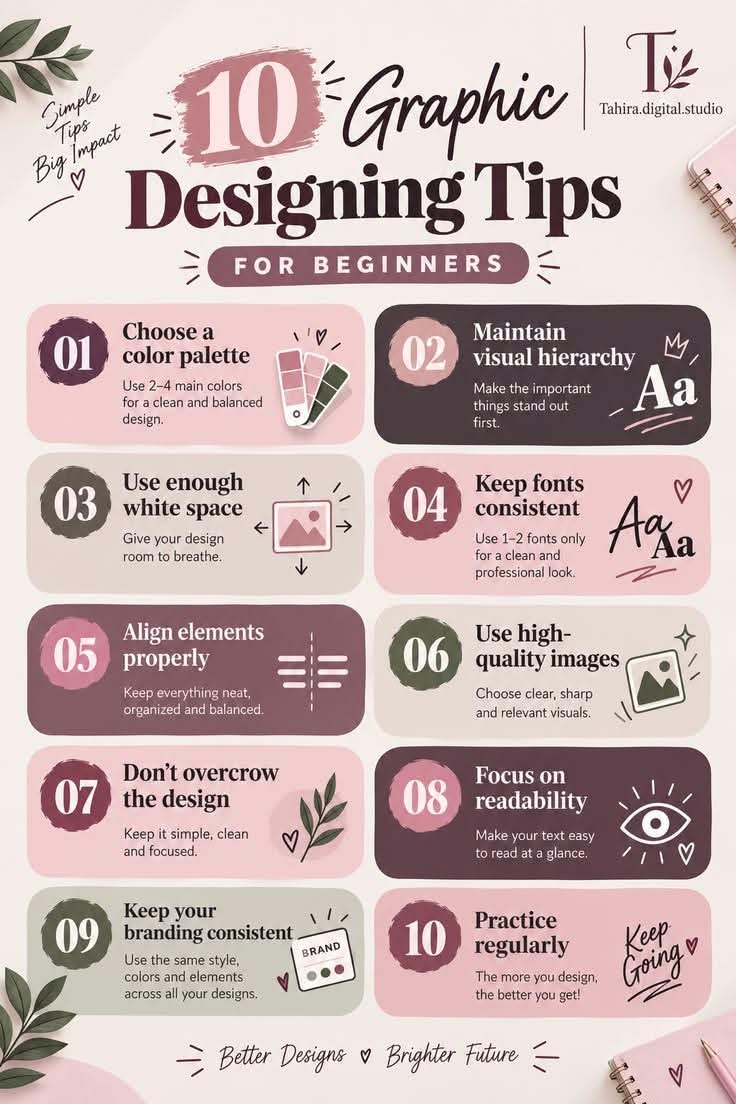 Simple
Tips
Big Impact
10 Graphic
Designing Tips
FOR BEGINNERS
T
Tahira.digital.studio
01
Choose a
color palette
Use 2–4 main colors
for a clean and balanced
design.
02
Maintain
visual hierarchy
Make the important
things stand out
first.
Aa
03
Use enough
white space
Give your design
room to breathe.
04
Keep fonts
consistent
Use 1–2 fonts only
for a clean and
professional look.
Aa
Aa
05
Align elements
properly
Keep everything neat,
organized and balanced.
06
Use high-
quality images
Choose clear, sharp
and relevant visuals.
07
Don't overcrow
the design
Keep it simple, clean
and focused.
08
Focus on
readability
Make your text easy
to read at a glance.
09
Keep your
branding consistent
Use the same style,
colors and elements
across all your designs.
BRAND
10
Practice
regularly
The more you design,
the better you get!
Keep
Going
Better Designs ♥ Brighter Future